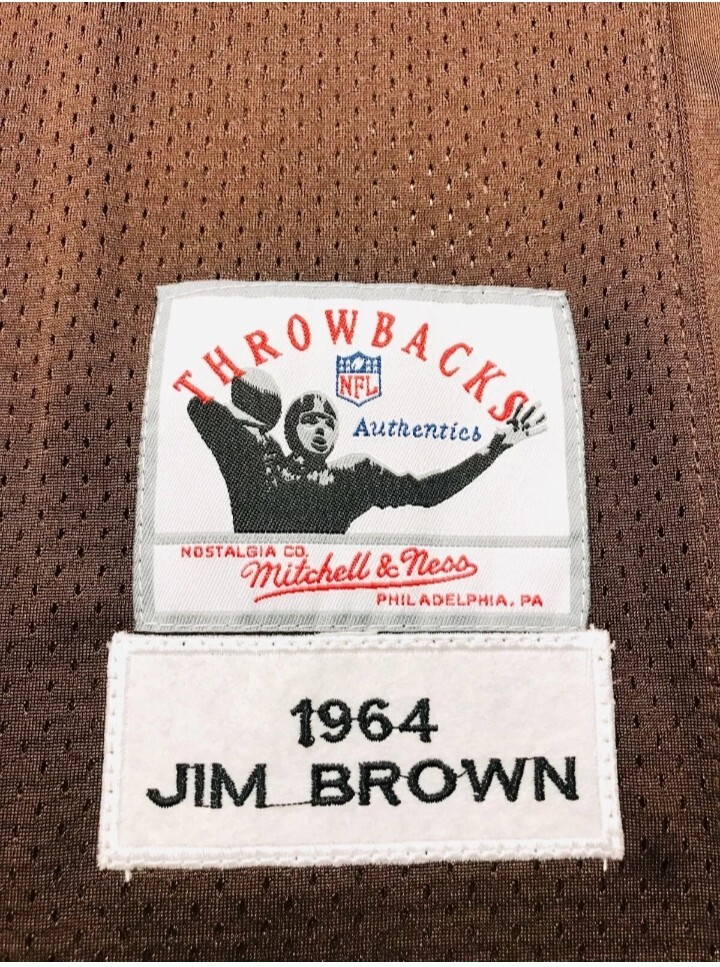 THROWBACKS
NFL
Authentics
NOSTALGIA CO.
Mitchell & Ness
PHILADELPHIA, PA
1964
JIM BROWN